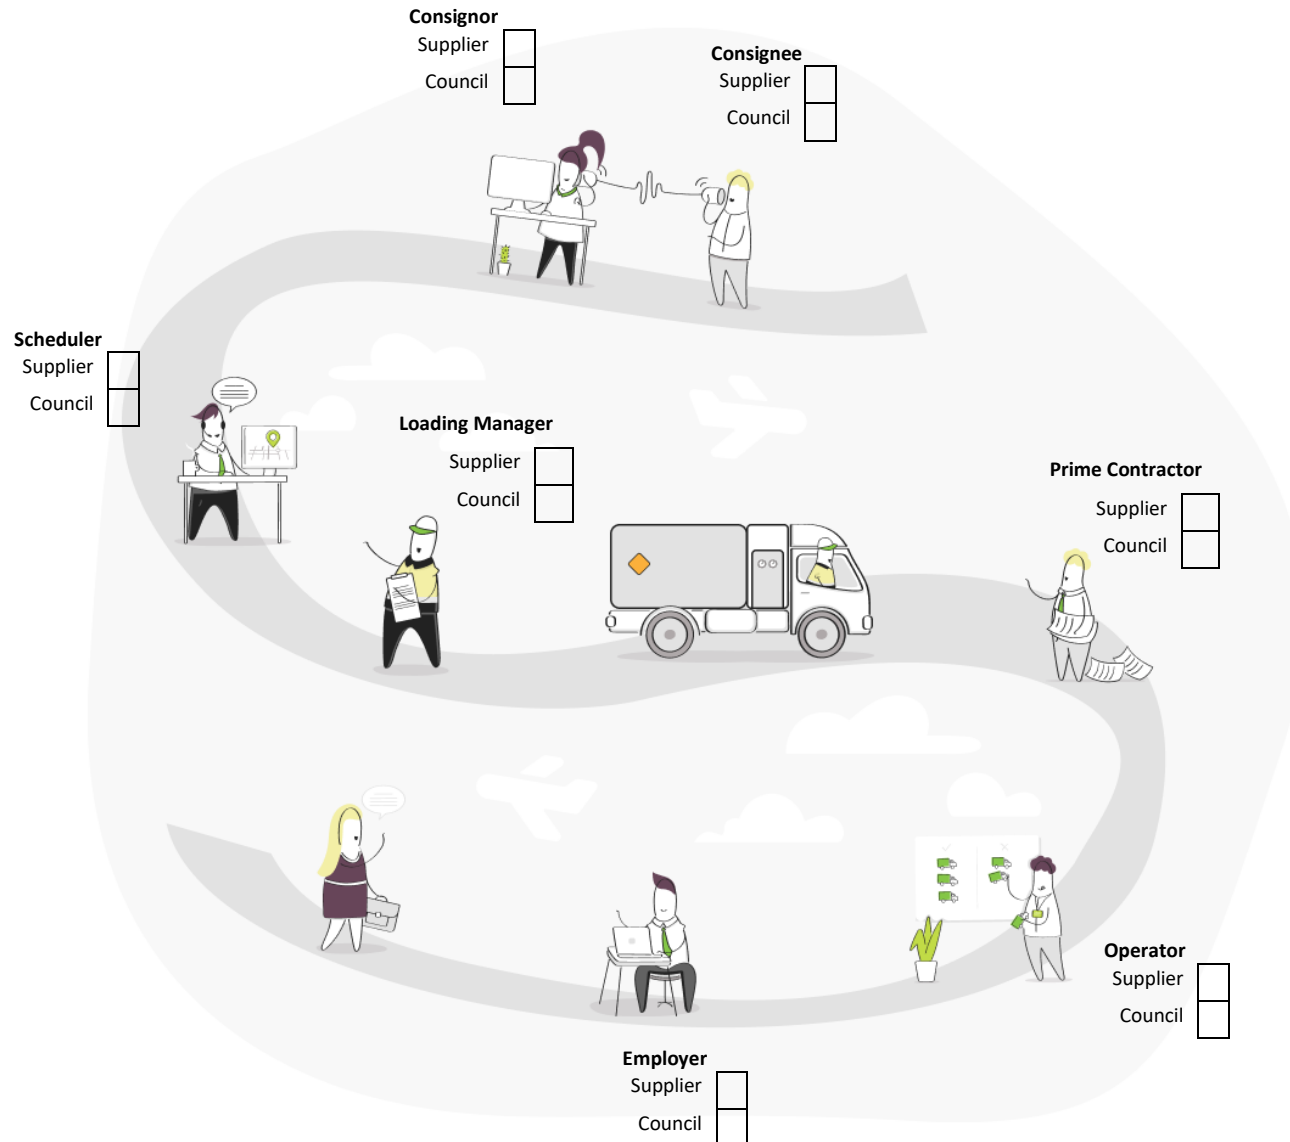 Consignor
Supplier
Council
Consignee
Supplier
Council
Scheduler
Supplier
Council
Loading Manager
Supplier
Council
Prime Contractor
Supplier
Council
Operator
Supplier
Council
Employer
Supplier
Council